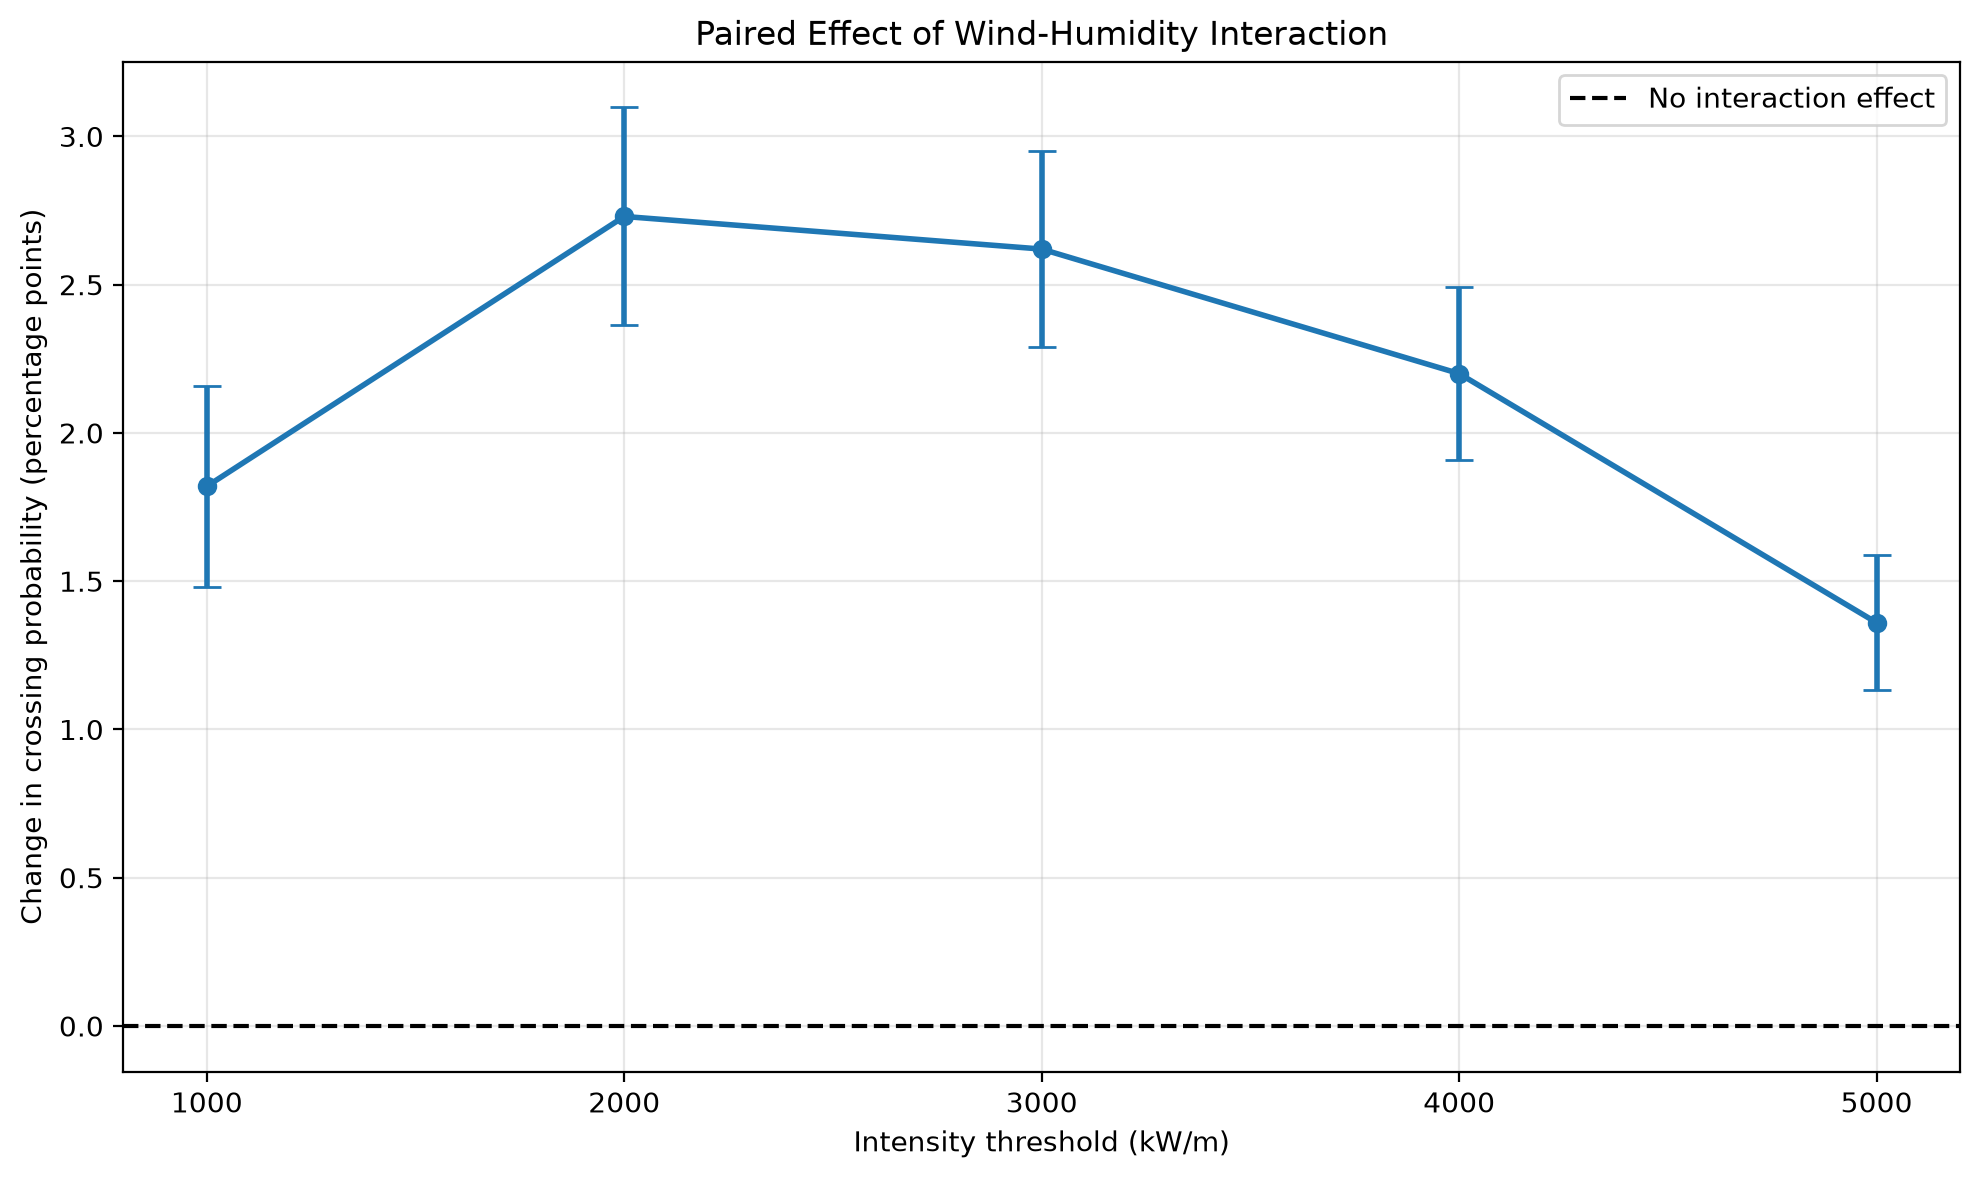 Paired Effect of Wind-Humidity Interaction
No interaction effect
Change in crossing probability (percentage points)
3.0
2.5
2.0
1.5
1.0
0.5
0.0
1000 2000 3000 4000 5000
Intensity threshold (kW/m)